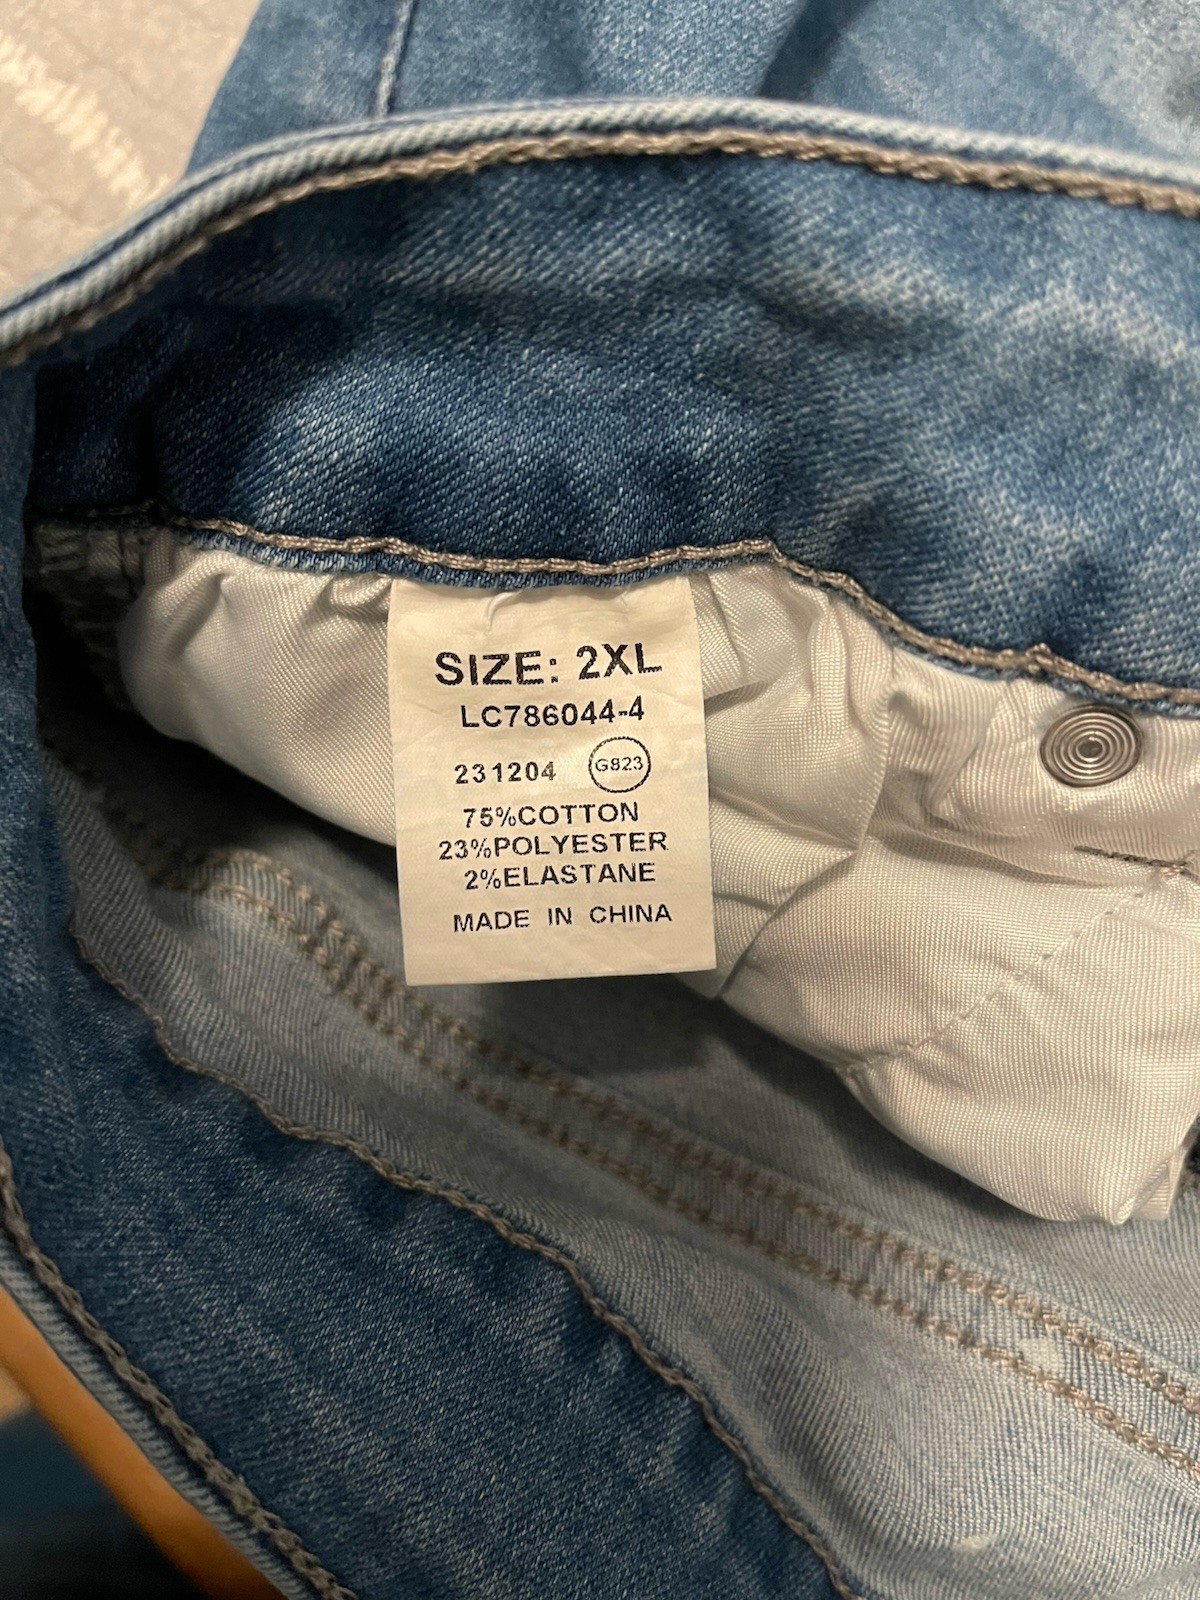 SIZE: 2XL
LC786044-4
231204 G823
75%COTTON
23%POLYESTER
2%ELASTANE
MADE IN CHINA